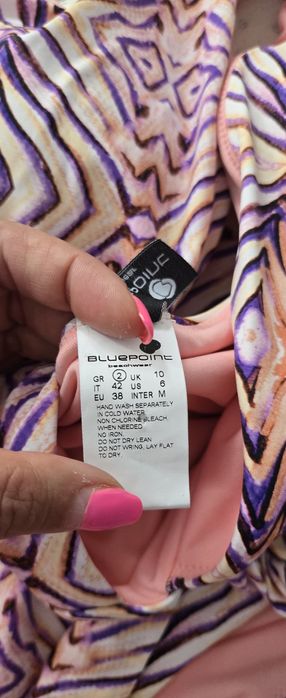 BLUEPOINT
beachwear
GR 2 UK 10
IT 42 US 6
EU 38 INTER M
HAND WASH SEPARATELY
IN COLD WATER
NON CHLORINE BLEACH
WHEN NEEDED
NO IRON
DO NOT DRY LEAN
DO NOT WRING, LAY FLAT
TO DRY